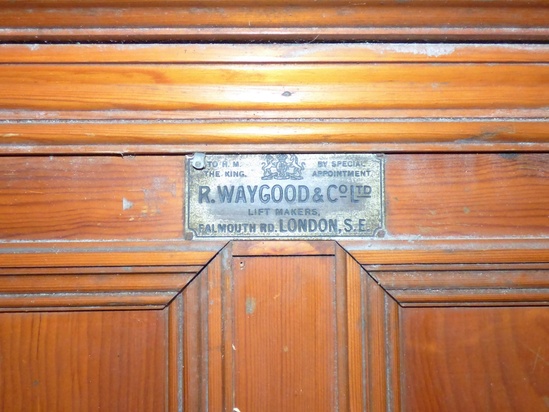 TO H. M. BY SPECIAL
THE KING. APPOINTMENT
R. WAYGOOD & Co LTD
LIFT MAKERS,
FALMOUTH RD. LONDON, S.E.